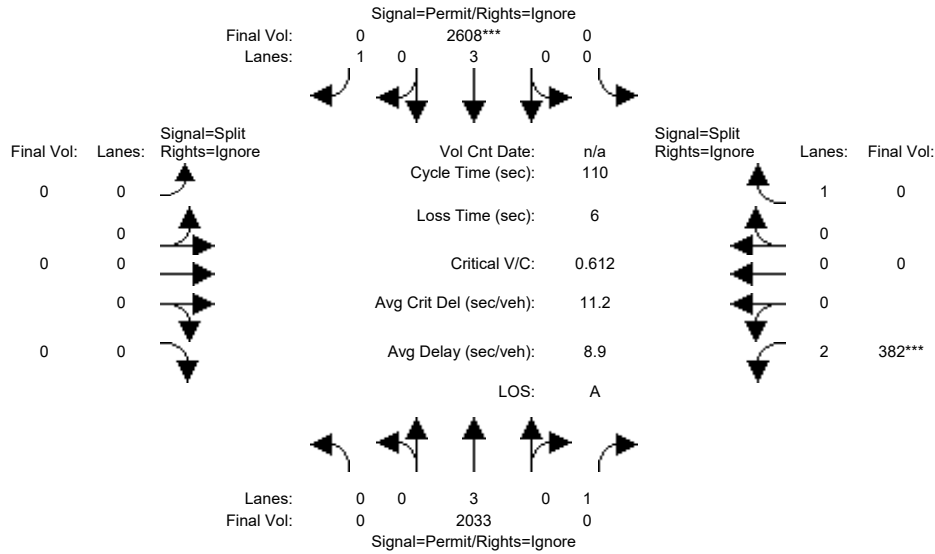 Signal=Permit/Rights=Ignore
Final Vol: 0 2608*** 0
Lanes: 1 0 3 0 0
Signal=Split
Final Vol: Lanes: Rights=Ignore
0 0
0
0 0
0
0 0
Vol Cnt Date: n/a
Cycle Time (sec): 110
Loss Time (sec): 6
Critical V/C: 0.612
Avg Crit Del (sec/veh): 11.2
Avg Delay (sec/veh): 8.9
LOS: A
Signal=Split
Rights=Ignore Lanes: Final Vol:
1 0
0
0 0
0
2 382***
Lanes: 0 0 3 0 1
Final Vol: 0 2033 0
Signal=Permit/Rights=Ignore